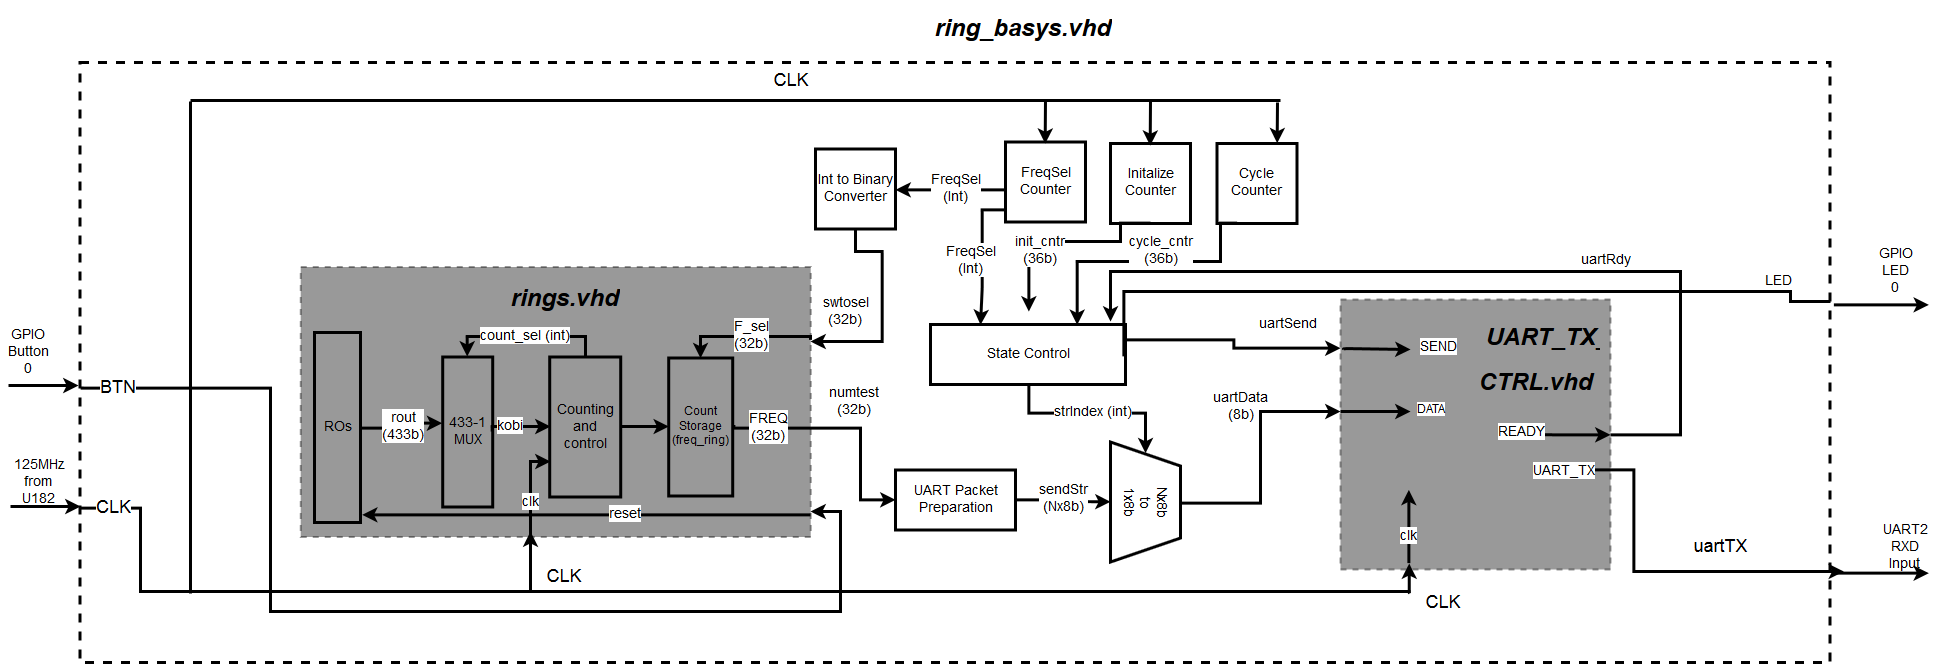 ring_basys.vhd
CLK
Int to Binary
Converter
FreqSel
(Int)
FreqSel
Counter
Initalize
Counter
Cycle
Counter
FreqSel
(Int)
init_cntr
(36b)
cycle_cntr
(36b)
uartRdy
LED
GPIO
LED
0
rings.vhd
swtosel
(32b)
State Control
uartSend
SEND
UART_TX_
CTRL.vhd
GPIO
Button
0
BTN
ROs
rout
(433b)
count_sel (int)
433-1
MUX
kobi
Counting
and
control
F_sel
(32b)
Count
Storage
(freq_ring)
FREQ
(32b)
numtest
(32b)
strIndex (int)
uartData
(8b)
DATA
READY
UART_TX
125MHz
from
U182
CLK
clk
reset
UART Packet
Preparation
sendStr
(Nx8b)
Nx8b
to
1x8b
clk
uartTX
UART2
RXD
Input
CLK
CLK